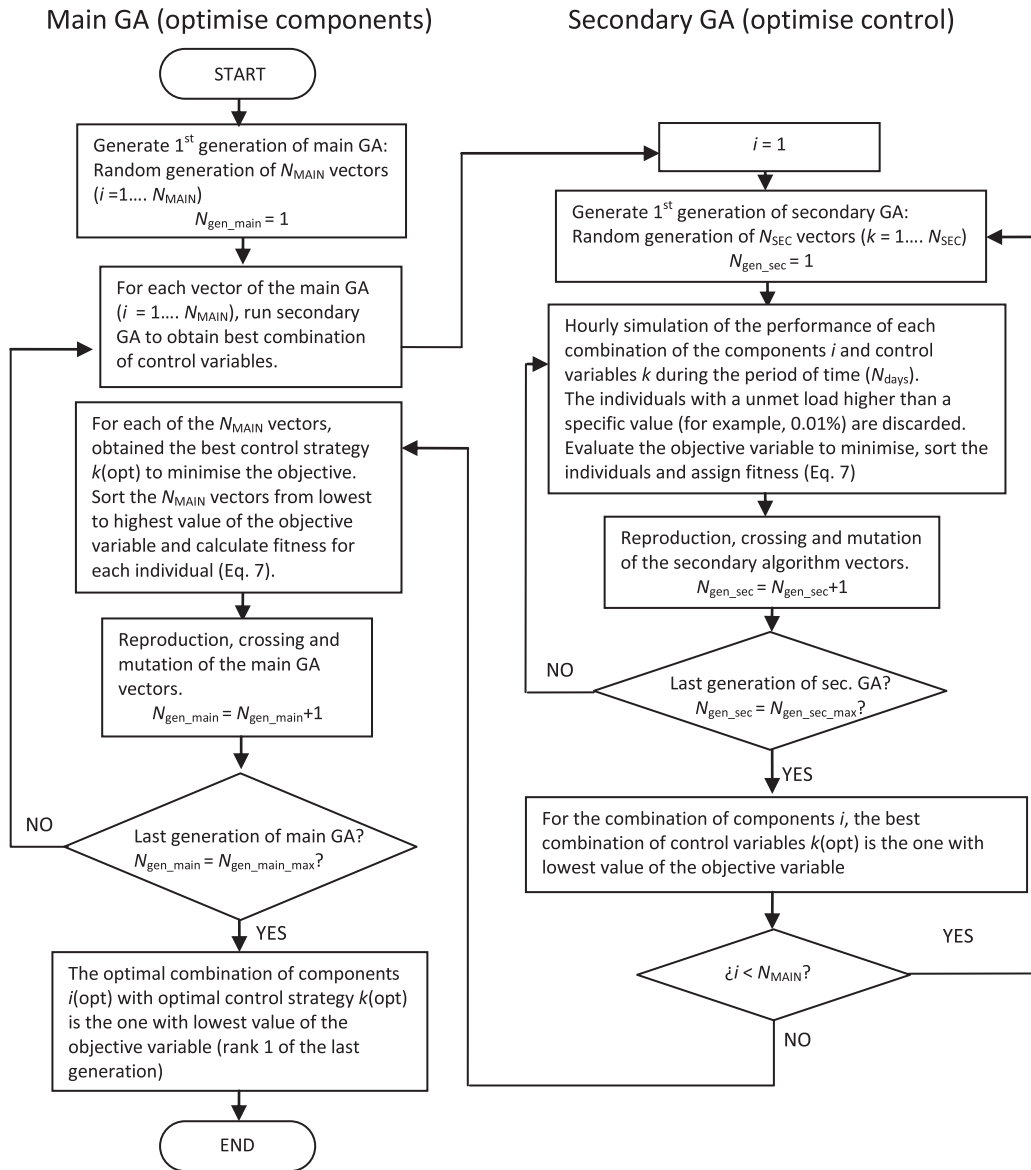 Main GA (optimise components)
START
Generate 1st generation of main GA:
Random generation of NMAIN vectors
(i =1.... NMAIN)
Ngen_main = 1
For each vector of the main GA
(i = 1.... NMAIN), run secondary
GA to obtain best combination
of control variables.
For each of the NMAIN vectors,
obtained the best control strategy
k(opt) to minimise the objective.
Sort the NMAIN vectors from lowest
to highest value of the objective
variable and calculate fitness for
each individual (Eq. 7).
Reproduction, crossing and
mutation of the main GA
vectors.
Ngen_main = Ngen_main+1
NO
Last generation of main GA?
Ngen_main = Ngen_main_max?
YES
The optimal combination of components
i(opt) with optimal control strategy k(opt)
is the one with lowest value of the
objective variable (rank 1 of the last
generation)
END
Secondary GA (optimise control)
i = 1
Generate 1st generation of secondary GA:
Random generation of NSEC vectors (k = 1.... NSEC)
Ngen_sec = 1
Hourly simulation of the performance of each
combination of the components i and control
variables k during the period of time (Ndays).
The individuals with a unmet load higher than a
specific value (for example, 0.01%) are discarded.
Evaluate the objective variable to minimise, sort the
individuals and assign fitness (Eq. 7)
Reproduction, crossing and mutation
of the secondary algorithm vectors.
Ngen_sec = Ngen_sec+1
NO
Last generation of sec. GA?
Ngen_sec = Ngen_sec_max?
YES
For the combination of components i, the best
combination of control variables k(opt) is the one with
lowest value of the objective variable
YES
¿i < NMAIN?
NO